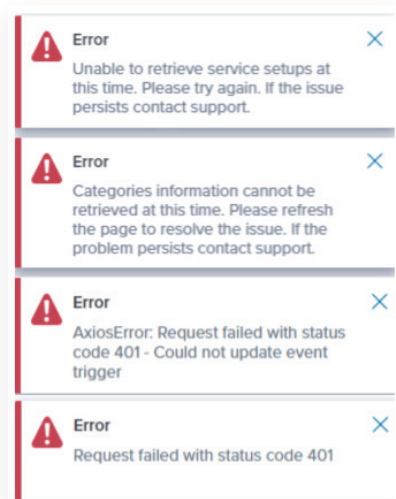 Error
Unable to retrieve service setups at
this time. Please try again. If the issue
persists contact support.
Error
Categories information cannot be
retrieved at this time. Please refresh
the page to resolve the issue. If the
problem persists contact support.
Error
AxiosError: Request failed with status
code 401 - Could not update event
trigger
Error
Request failed with status code 401